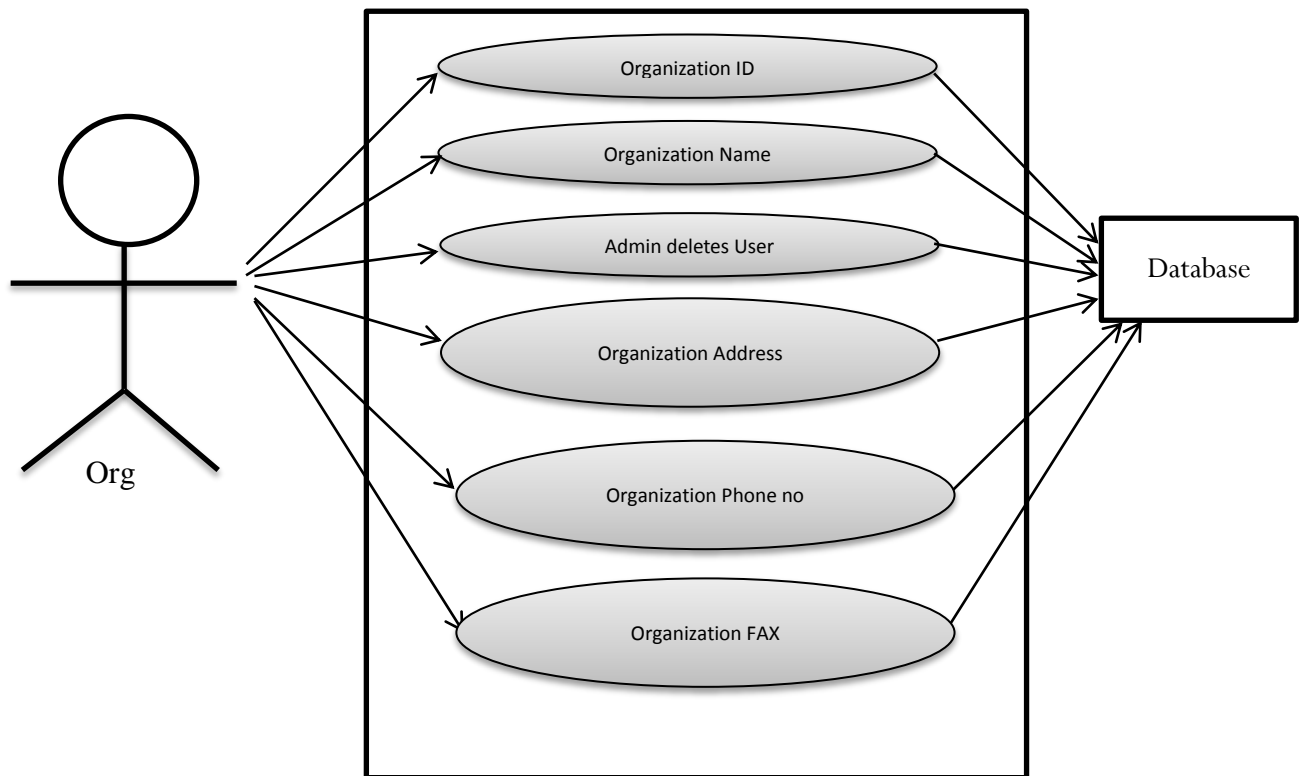 Organization ID
Organization Name
Admin deletes User
Organization Address
Organization Phone no
Organization FAX
Org
Database